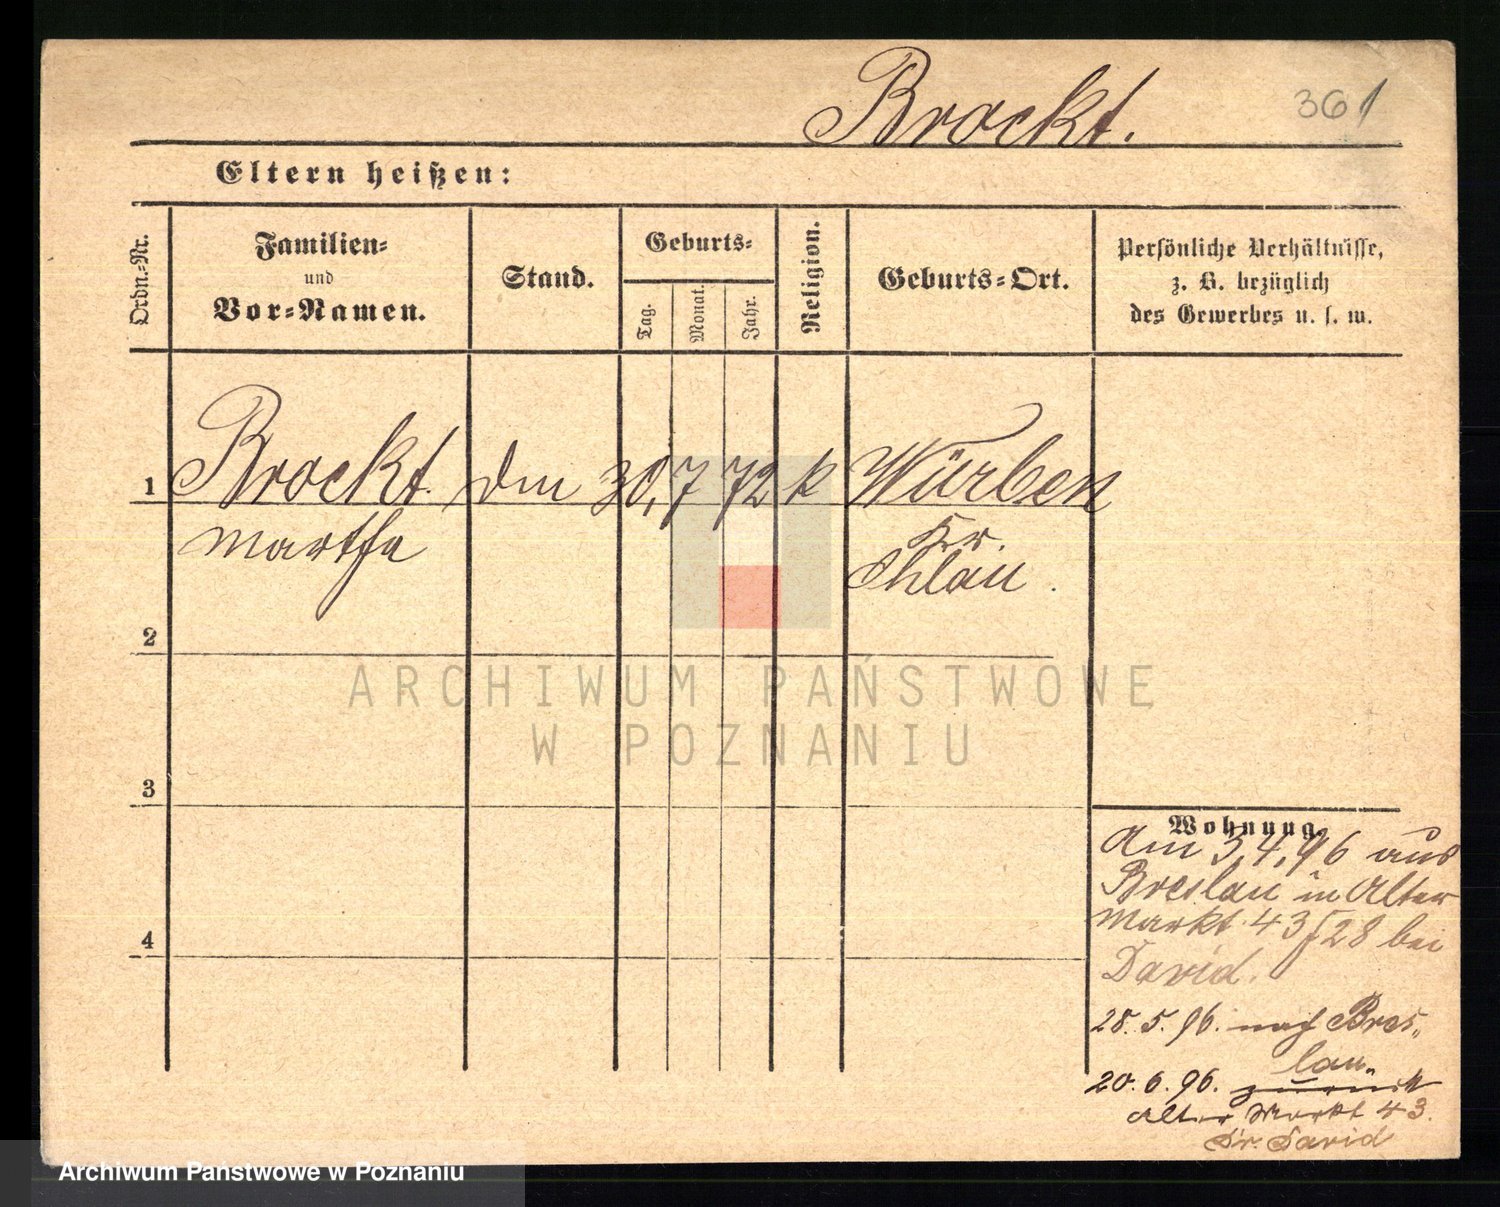 Brockt.
361
Eltern heißen:
Ordn.-Nr.
Familien-
und
Vor-Namen.
Stand.
Geburts-
Tag.
Monat.
Jahr.
Religion.
Geburts-Ort.
Persönliche Verhältnisse,
z. B. bezüglich
des Gewerbes u. s. w.
1 Brockt. 30,7 72 k Würben
Martha
Kr.
Ohlau.
2
3
4
ARCHIWUM PAŃSTWOWE
W POZNANIU
Wohnung.
Am 3,4,96 aus
Breslau in Alter
Markt 43/28 bei
David.
28.5.96. nach Bres-
lau.
20.6.96. zurück
Alter Markt 43.
Dr. David
Archiwum Państwowe w Poznaniu